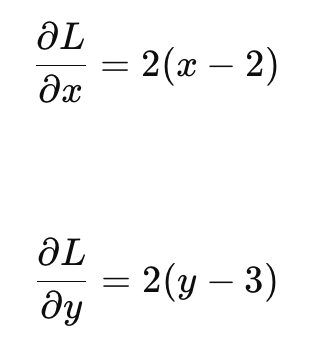 ∂L/∂x = 2(x − 2)
∂L/∂y = 2(y − 3)